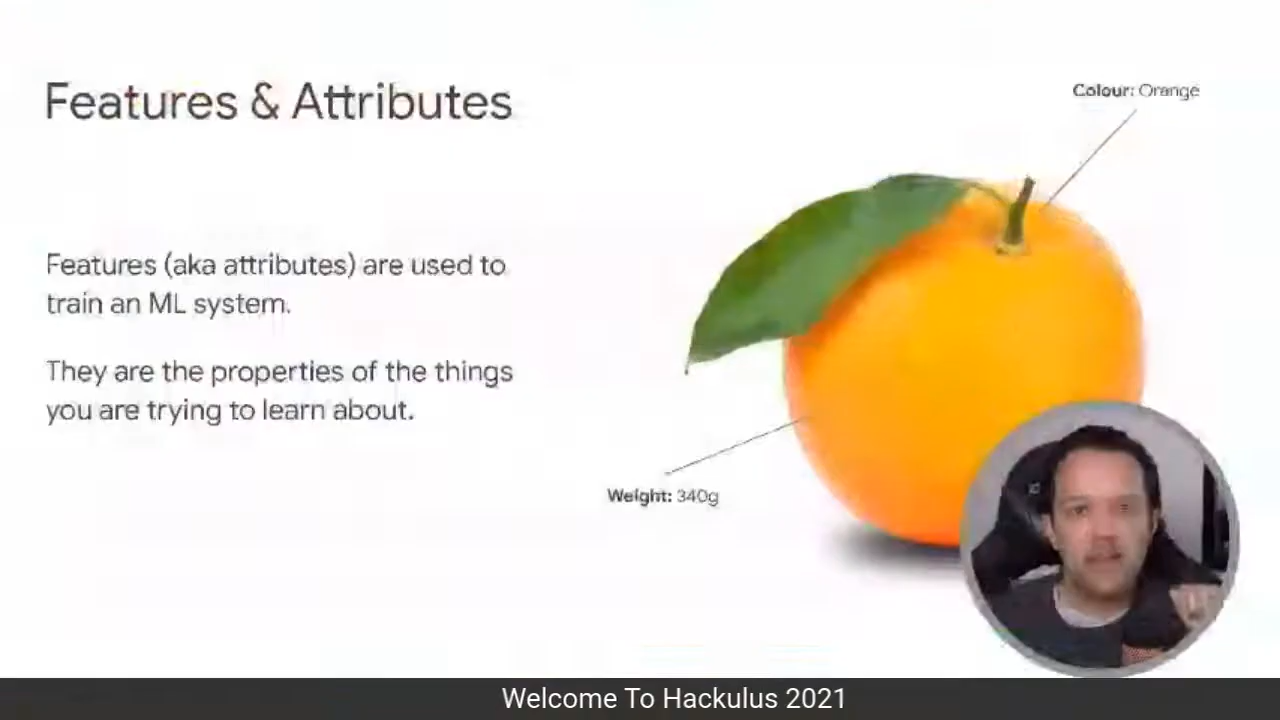 Features & Attributes
Colour: Orange
Features (aka attributes) are used to
train an ML system.
They are the properties of the things
you are trying to learn about.
Weight: 340g
Welcome To Hackulus 2021